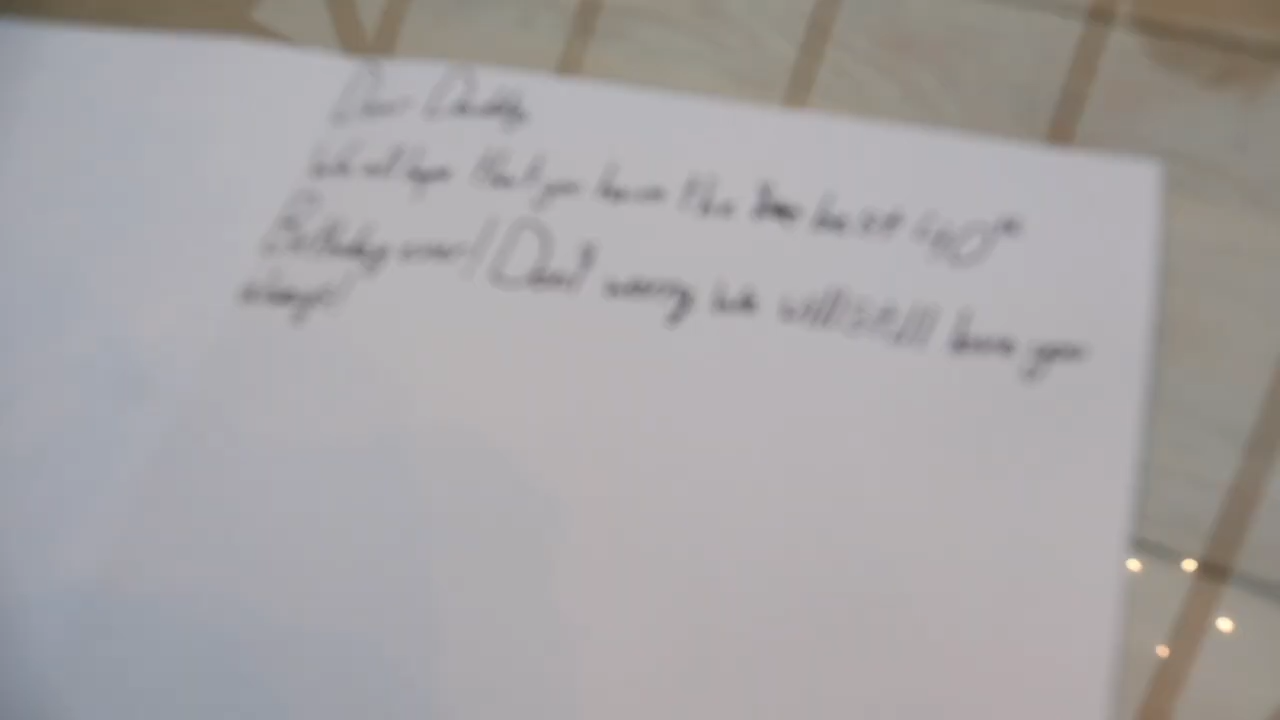 Dear Daddy
We all hope that you have the best 40th
Birthday ever! Don't worry we will still love you